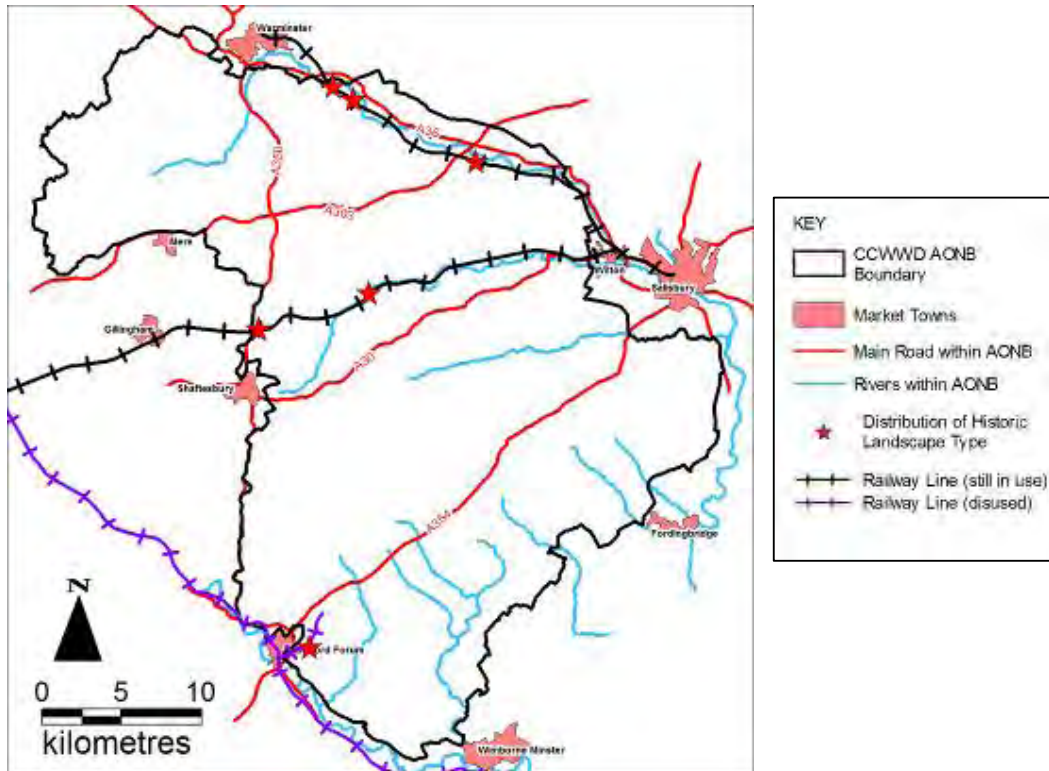 Warminster
A36
A350
A303
Mere
Wilton
Salisbury
Gillingham
A30
Shaftesbury
A354
Fordingbridge
ord Forum
Wimborne Minster
N
0 5 10
kilometres
KEY
CCWWD AONB
Boundary
Market Towns
Main Road within AONB
Rivers within AONB
Distribution of Historic
Landscape Type
Railway Line (still in use)
Railway Line (disused)